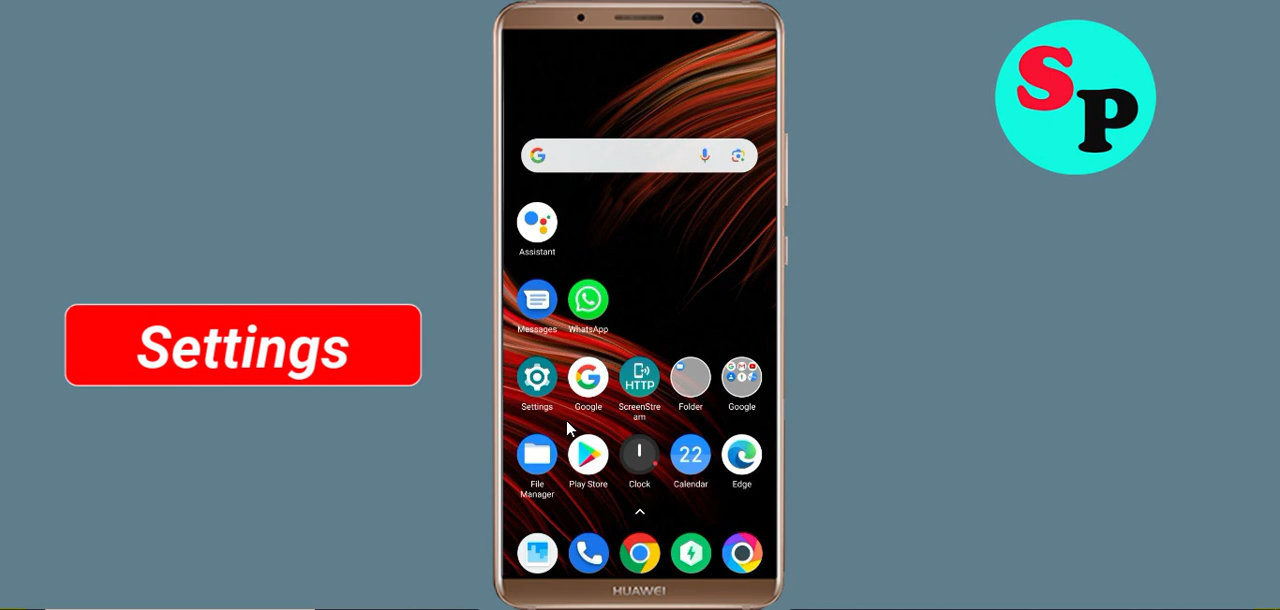 S
P
Assistant
Messages WhatsApp
Settings
HTTP
Settings Google ScreenStre
am Folder Google
22
File
Manager Play Store Clock Calendar Edge
HUAWEI